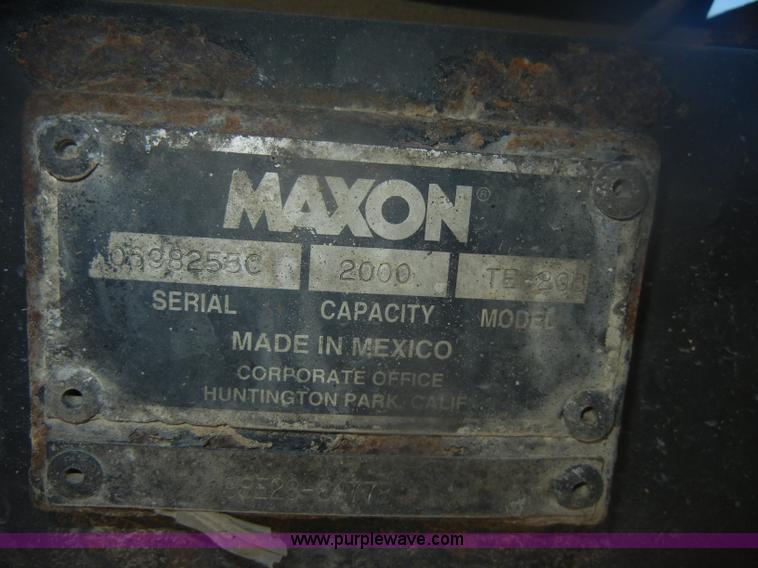 MAXON®
2000
SERIAL CAPACITY MODEL
MADE IN MEXICO
CORPORATE OFFICE
HUNTINGTON PARK, CALIF
www.purplewave.com